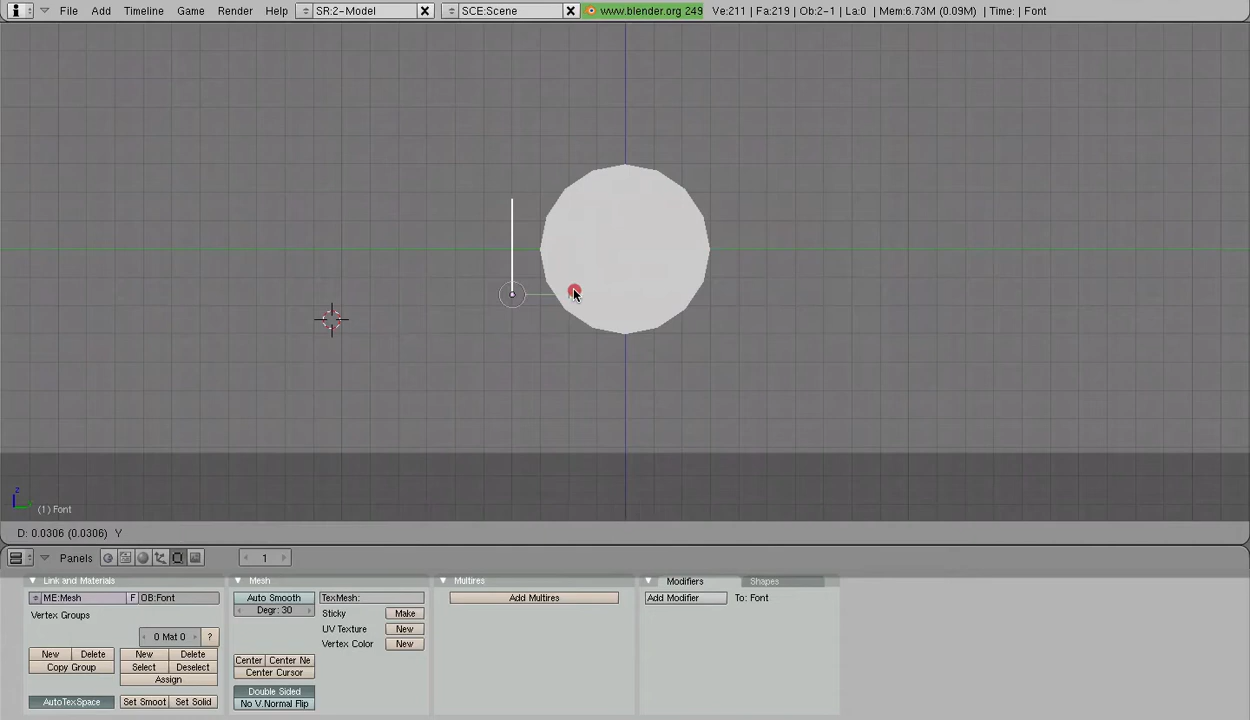 File Add Timeline Game Render Help SR:2-Model SCE:Scene www.blender.org 249 Ve:211 | Fa:219 | Ob:2-1 | La:0 | Mem:6.73M (0.09M) | Time: | Font
z
(1) Font
D: 0.0306 (0.0306) Y
Panels 1
Link and Materials
Mesh
Multires
Modifiers
Shapes
ME:Mesh F OB:Font
Auto Smooth
TexMesh:
Add Multires
Add Modifier To: Font
Vertex Groups
Degr: 30
Sticky Make
UV Texture New
0 Mat 0 ?
Vertex Color New
New Delete New Delete
Center Center Ne
Copy Group Select Deselect
Center Cursor
Assign
Double Sided
AutoTexSpace Set Smoot Set Solid
No V.Normal Flip